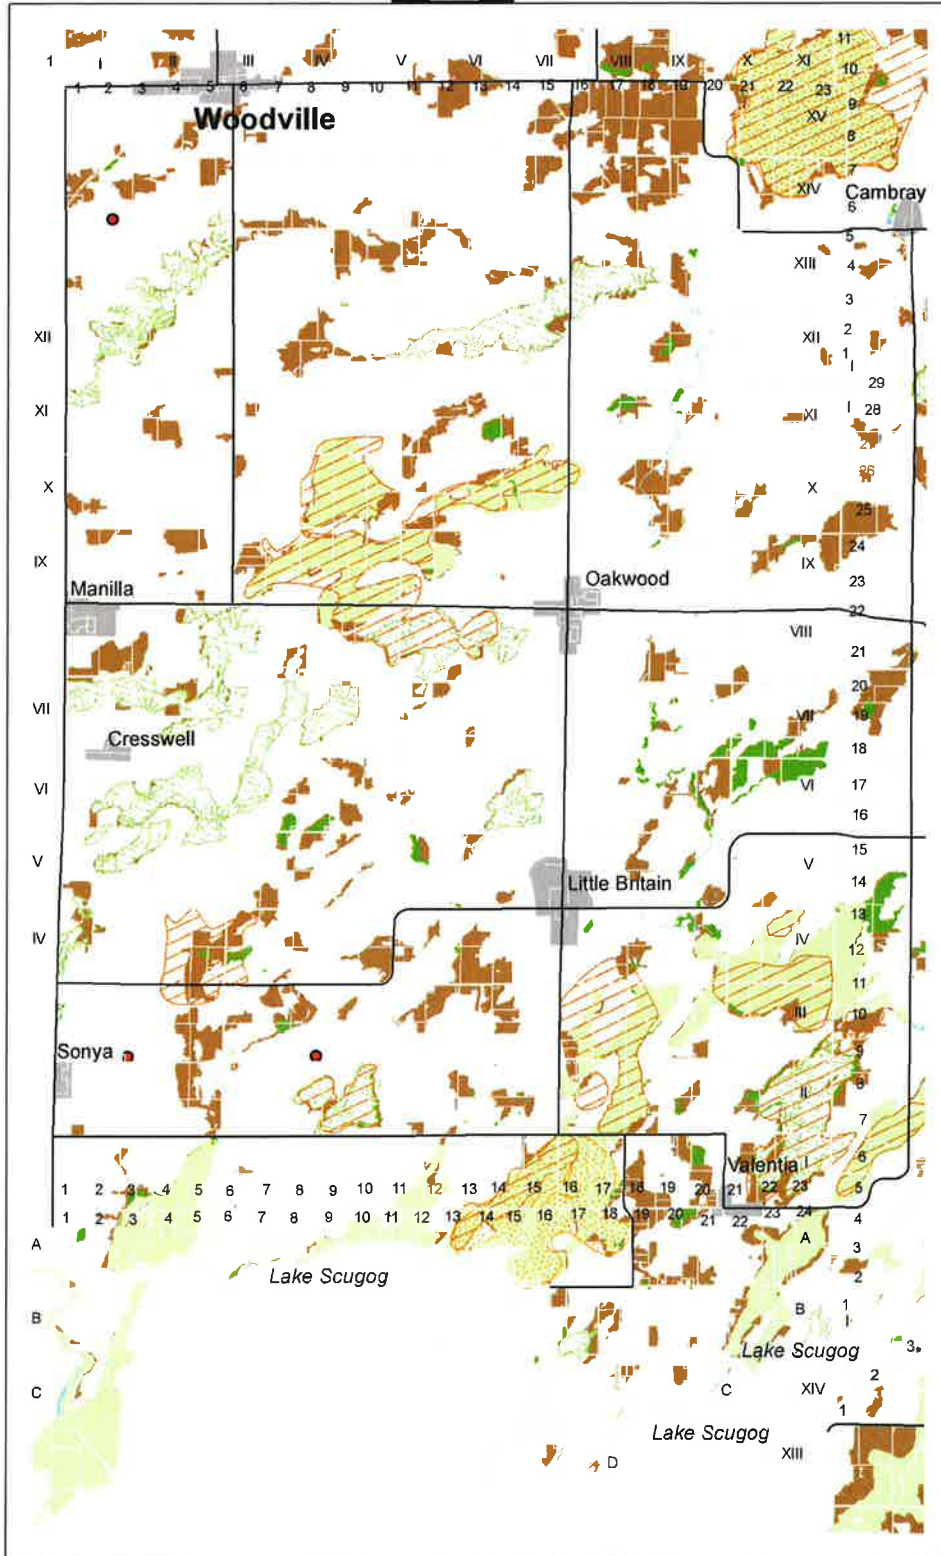 1 I II III IV V VI VII VIII IX X XI 11
10
1 2 3 4 5 6 7 8 9 10 11 12 13 14 15 16 17 18 19 20 21 22 23
9
Woodville
XV
8
7
XIV
Cambray
6
5
XIII 4
3
XII XII 2
1
I
29
XI XI I 28
26
X X
25
24
IX IX
23
Manilla Oakwood
22
VIII
21
20
VII VII 19
Cresswell
18
VI VI 17
16
15
V V
Little Britain 14
13
IV IV
12
11
III 10
Sonya
9
8
II
7
6
Valentia I
1 2 3 4 5 6 7 8 9 10 11 12 13 14 15 16 17 18 19 20 21 22 23 5
1 2 3 4 5 6 7 8 9 10 11 12 13 14 15 16 17 18 19 20 21 22 23 24 4
A A
3
Lake Scugog
2
B B 1
I
Lake Scugog 3
2
C C XIV
1
Lake Scugog
XIII
D